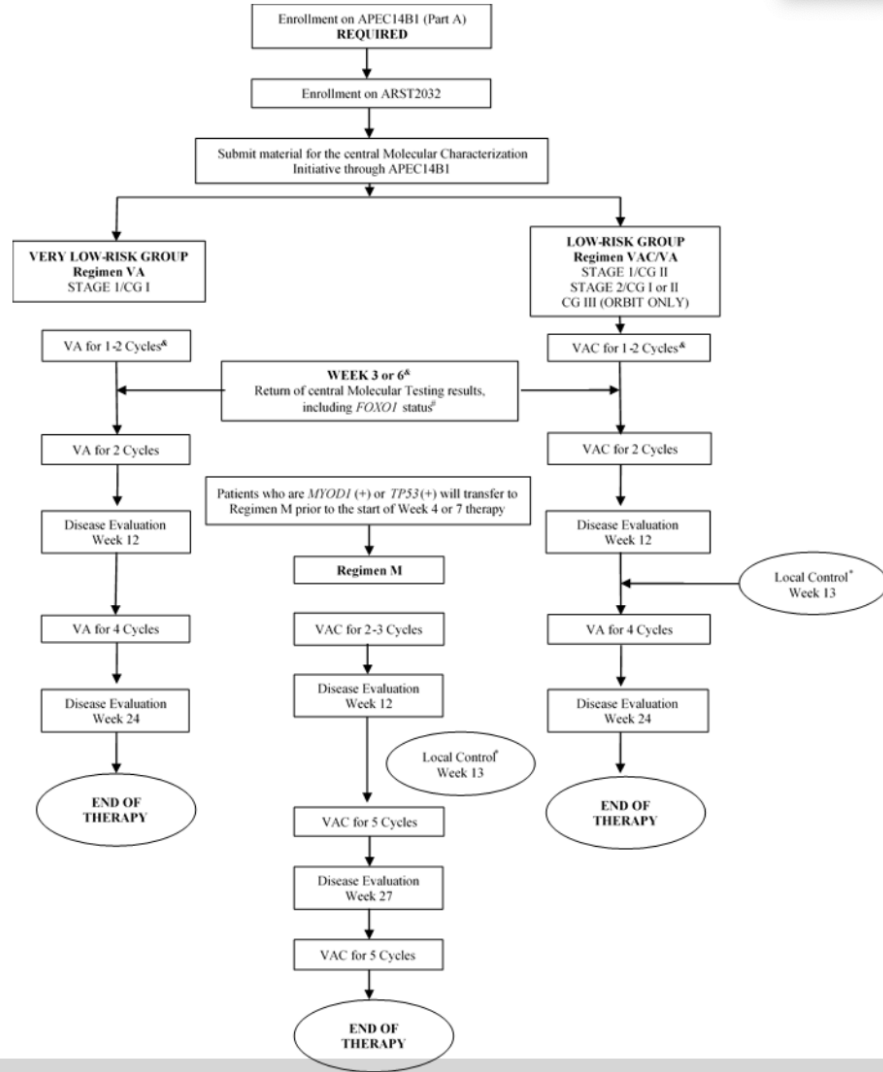 Enrollment on APEC14B1 (Part A)
REQUIRED
Enrollment on ARST2032
Submit material for the central Molecular Characterization
Initiative through APEC14B1
VERY LOW-RISK GROUP
Regimen VA
STAGE 1/CG I
LOW-RISK GROUP
Regimen VAC/VA
STAGE 1/CG II
STAGE 2/CG I or II
CG III (ORBIT ONLY)
VA for 1-2 Cycles&
VAC for 1-2 Cycles&
WEEK 3 or 6&
Return of central Molecular Testing results,
including FOXO1 status#
VA for 2 Cycles
VAC for 2 Cycles
Patients who are MYOD1 (+) or TP53(+) will transfer to
Regimen M prior to the start of Week 4 or 7 therapy
Disease Evaluation
Week 12
Disease Evaluation
Week 12
Regimen M
Local Control*
Week 13
VA for 4 Cycles
VAC for 2-3 Cycles
VA for 4 Cycles
Disease Evaluation
Week 24
Disease Evaluation
Week 12
Disease Evaluation
Week 24
Local Control*
Week 13
END OF
THERAPY
END OF
THERAPY
VAC for 5 Cycles
Disease Evaluation
Week 27
VAC for 5 Cycles
END OF
THERAPY